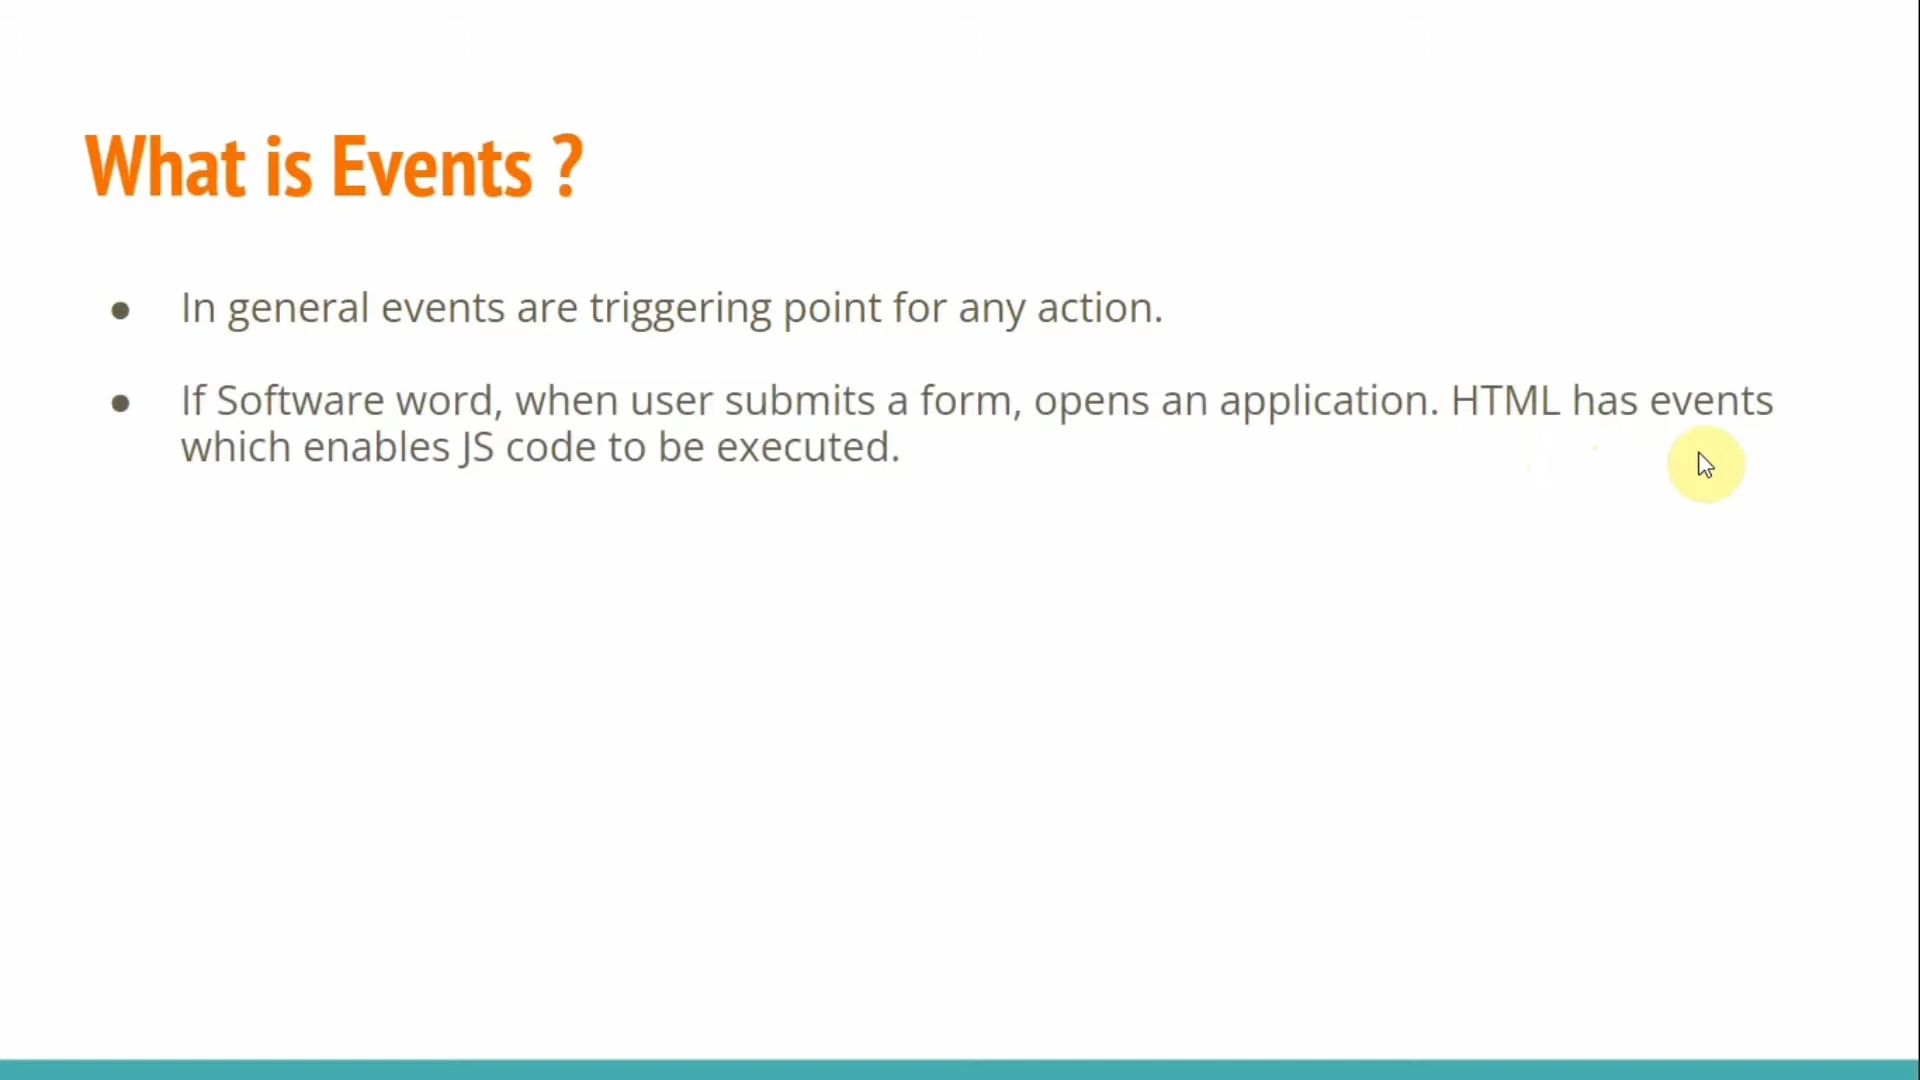 What is Events ?
● In general events are triggering point for any action.
● If Software word, when user submits a form, opens an application. HTML has events
which enables JS code to be executed.